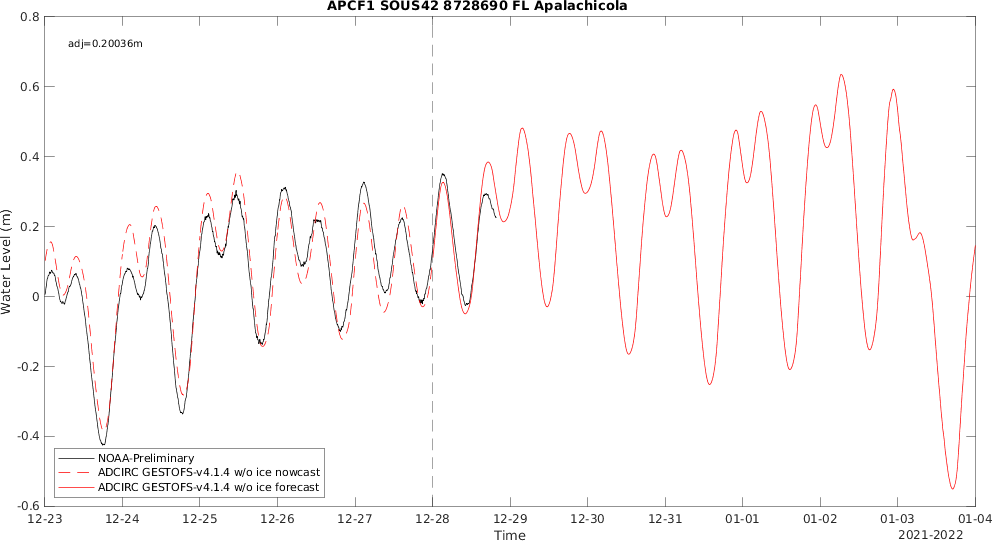 APCF1 SOUS42 8728690 FL Apalachicola
adj=0.20036m
0.8
0.6
0.4
0.2
0
-0.2
-0.4
-0.6
Water Level (m)
NOAA-Preliminary
ADCIRC GESTOFS-v4.1.4 w/o ice nowcast
ADCIRC GESTOFS-v4.1.4 w/o ice forecast
12-23 12-24 12-25 12-26 12-27 12-28 12-29 12-30 12-31 01-01 01-02 01-03 01-04
Time
2021-2022